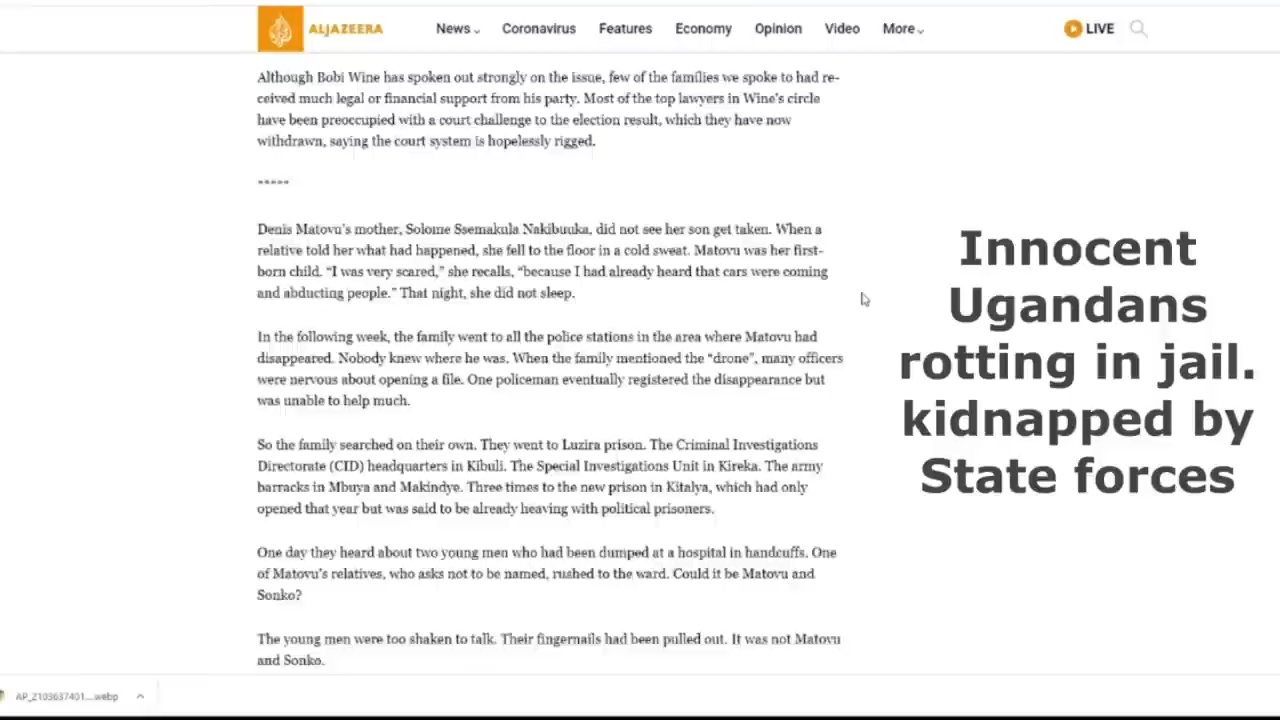 ALJAZEERA
News
Coronavirus
Features
Economy
Opinion
Video
More
LIVE
Although Bobi Wine has spoken out strongly on the issue, few of the families we spoke to had re-
ceived much legal or financial support from his party. Most of the top lawyers in Wine's circle
have been preoccupied with a court challenge to the election result, which they have now
withdrawn, saying the court system is hopelessly rigged.
*****
Denis Matovu's mother, Solome Ssemakula Nakibuuka, did not see her son get taken. When a
relative told her what had happened, she fell to the floor in a cold sweat. Matovu was her first-
born child. “I was very scared,” she recalls, “because I had already heard that cars were coming
and abducting people.” That night, she did not sleep.
In the following week, the family went to all the police stations in the area where Matovu had
disappeared. Nobody knew where he was. When the family mentioned the “drone”, many officers
were nervous about opening a file. One policeman eventually registered the disappearance but
was unable to help much.
So the family searched on their own. They went to Luzira prison. The Criminal Investigations
Directorate (CID) headquarters in Kibuli. The Special Investigations Unit in Kireka. The army
barracks in Mbuya and Makindye. Three times to the new prison in Kitalya, which had only
opened that year but was said to be already heaving with political prisoners.
One day they heard about two young men who had been dumped at a hospital in handcuffs. One
of Matovu's relatives, who asks not to be named, rushed to the ward. Could it be Matovu and
Sonko?
The young men were too shaken to talk. Their fingernails had been pulled out. It was not Matovu
and Sonko.
Innocent
Ugandans
rotting in jail.
kidnapped by
State forces
AP_2103637401....webp